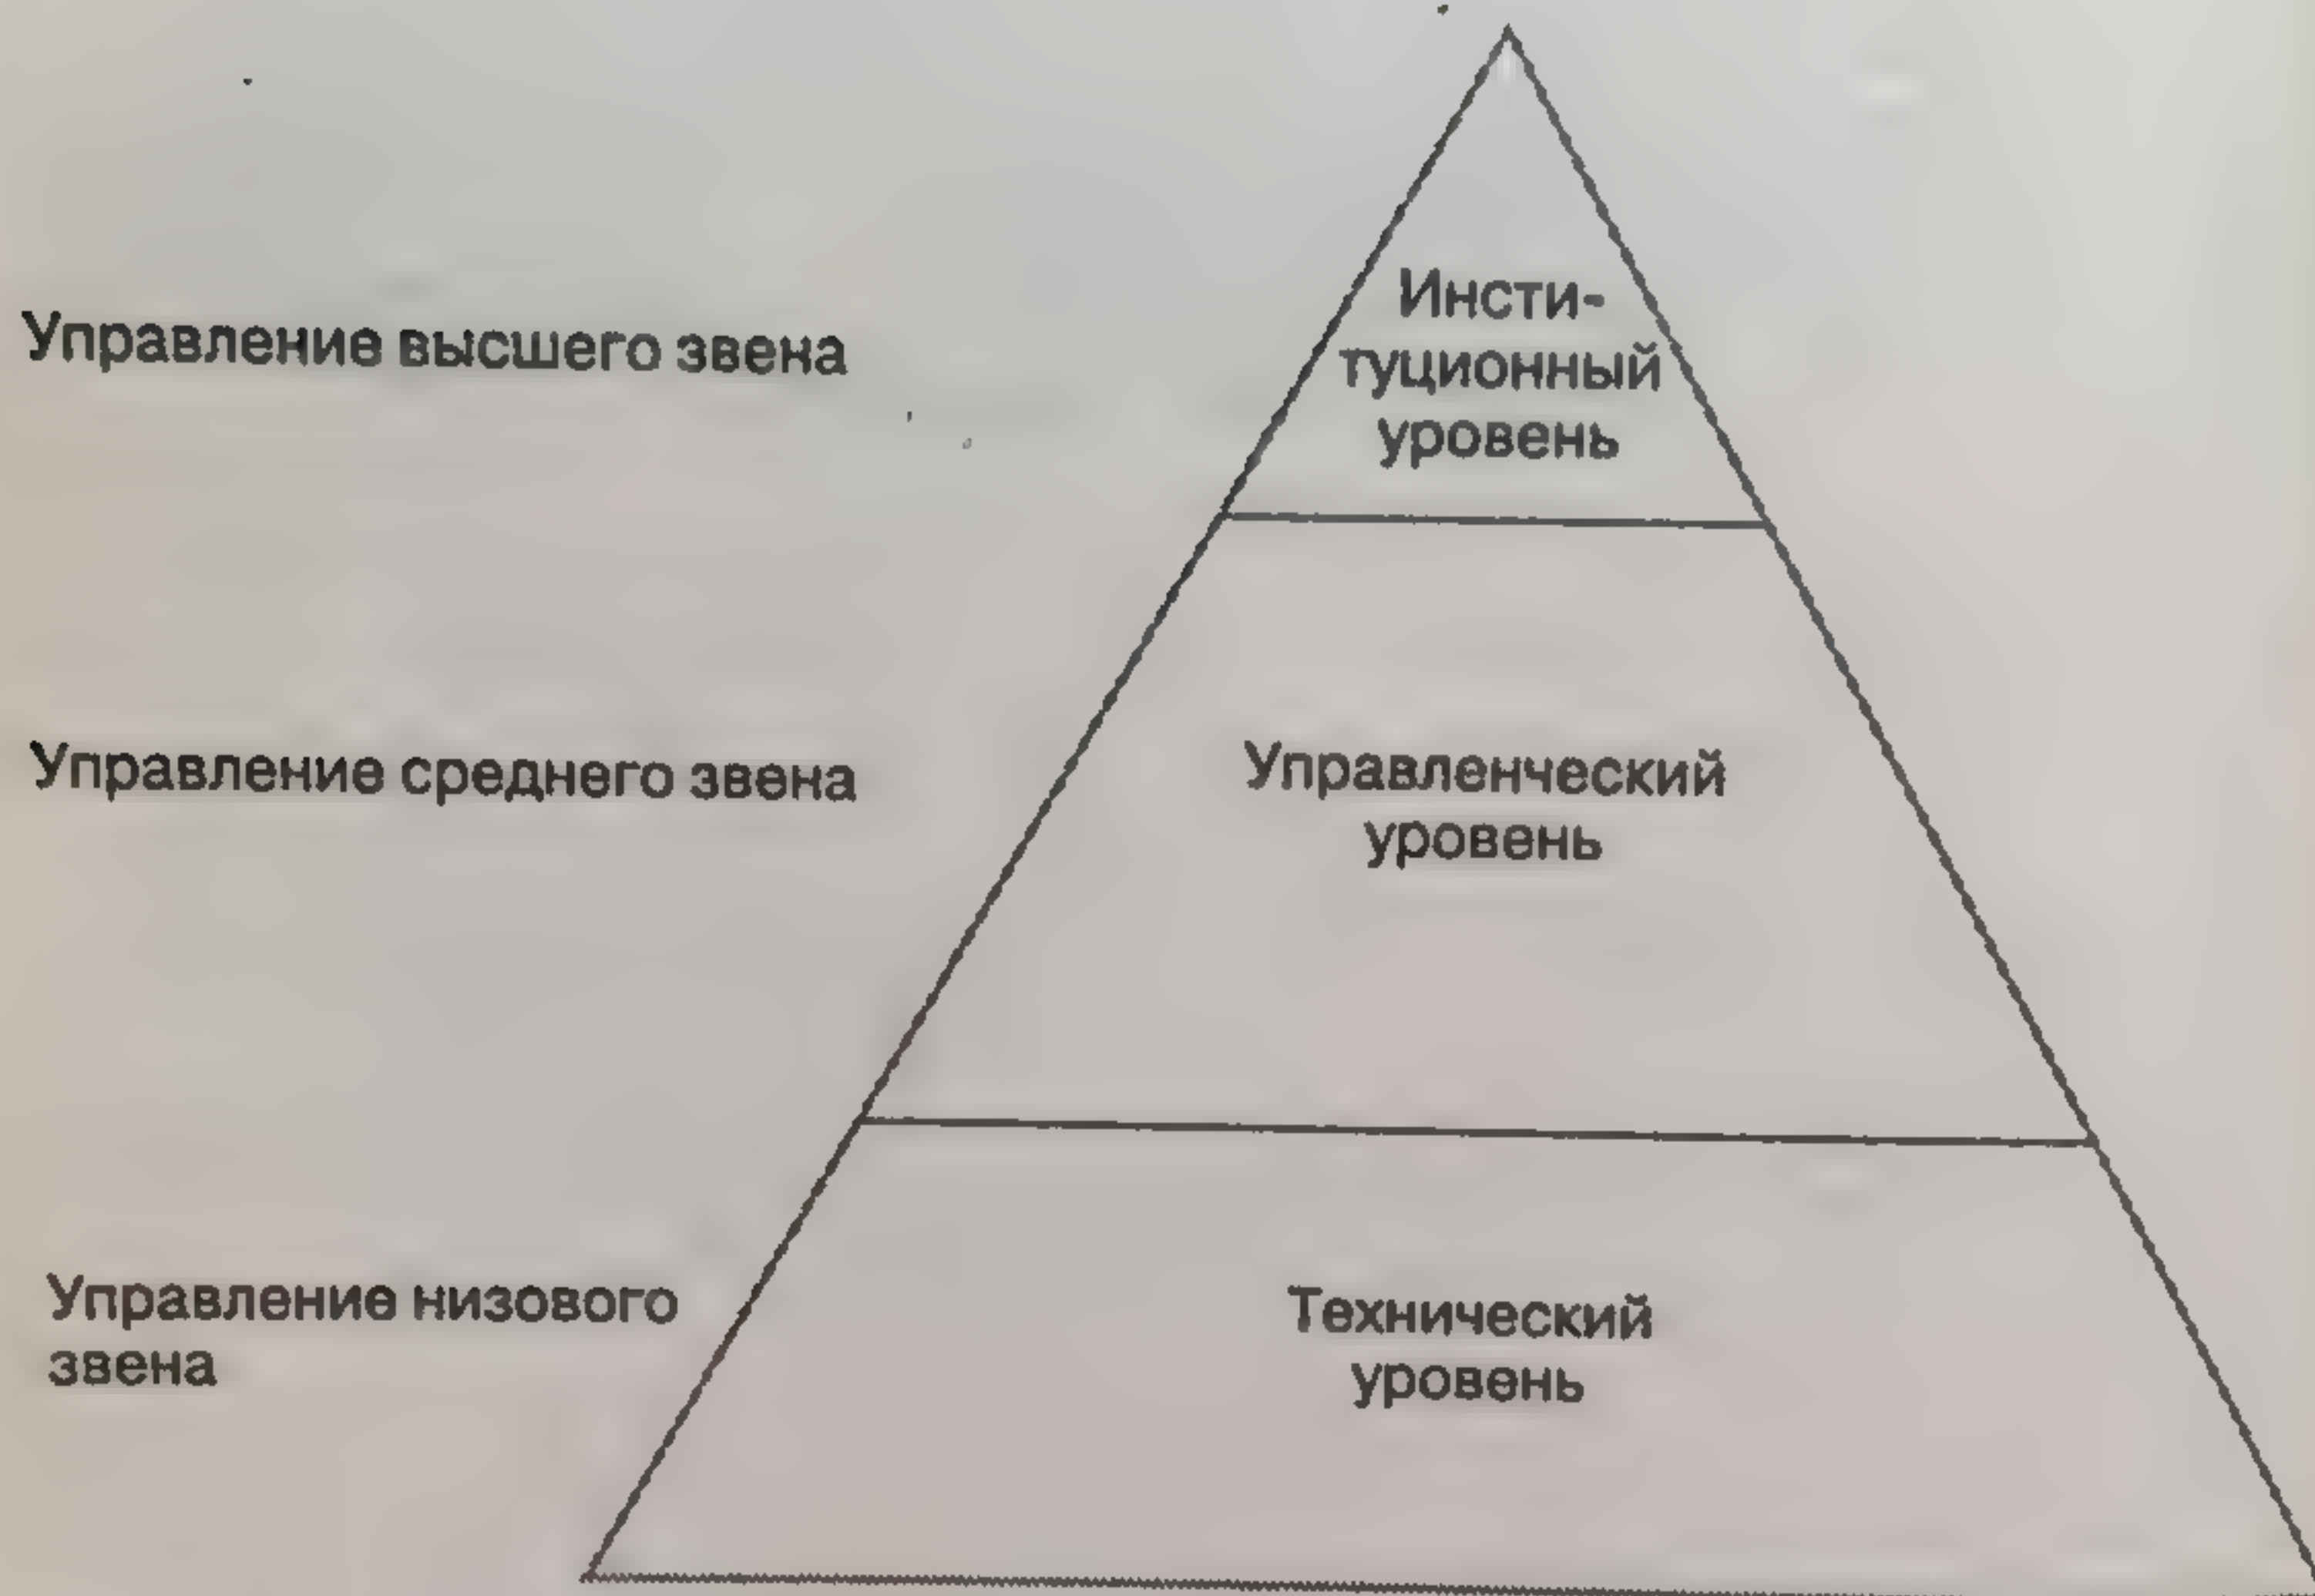 Инсти-
туционный
уровень
Управление высшего звена
Управление среднего звена
Управленческий
уровень
Управление низового
звена
Технический
уровень